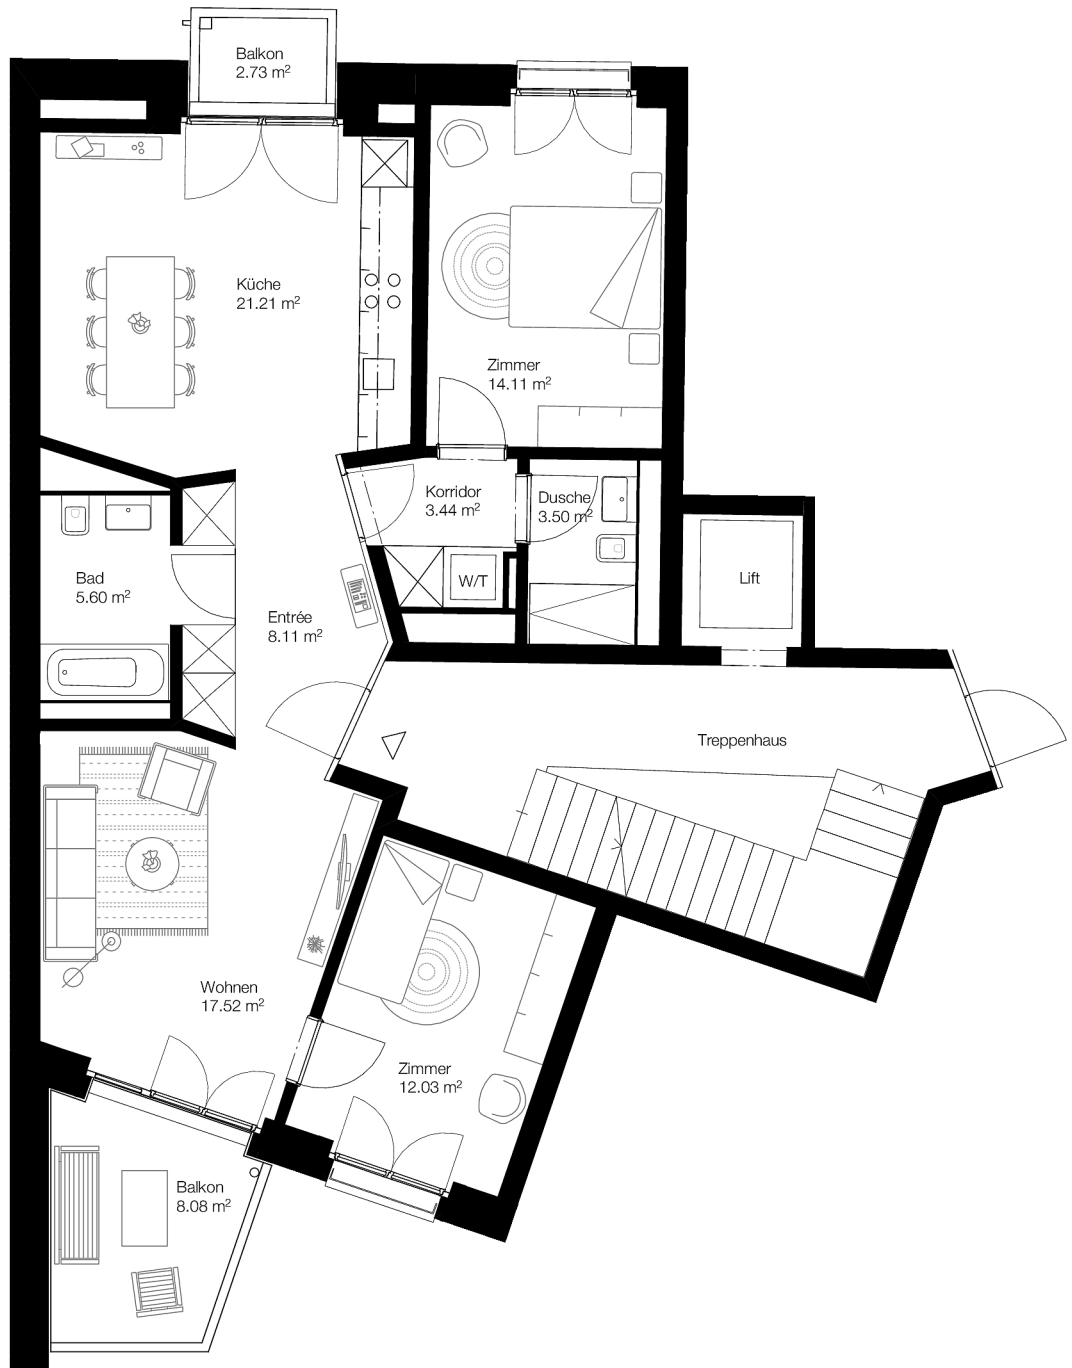 Balkon
2.73 m²
Küche
21.21 m²
Zimmer
14.11 m²
Korridor
3.44 m²
Dusche
3.50 m²
W/T
Lift
Bad
5.60 m²
Entrée
8.11 m²
Treppenhaus
Wohnen
17.52 m²
Zimmer
12.03 m²
Balkon
8.08 m²